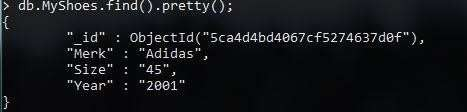 > db.MyShoes.find().pretty();
{
"_id" : ObjectId("5ca4d4bd4067cf5274637d0f"),
"Merk" : "Adidas",
"Size" : "45",
"Year" : "2001"
}